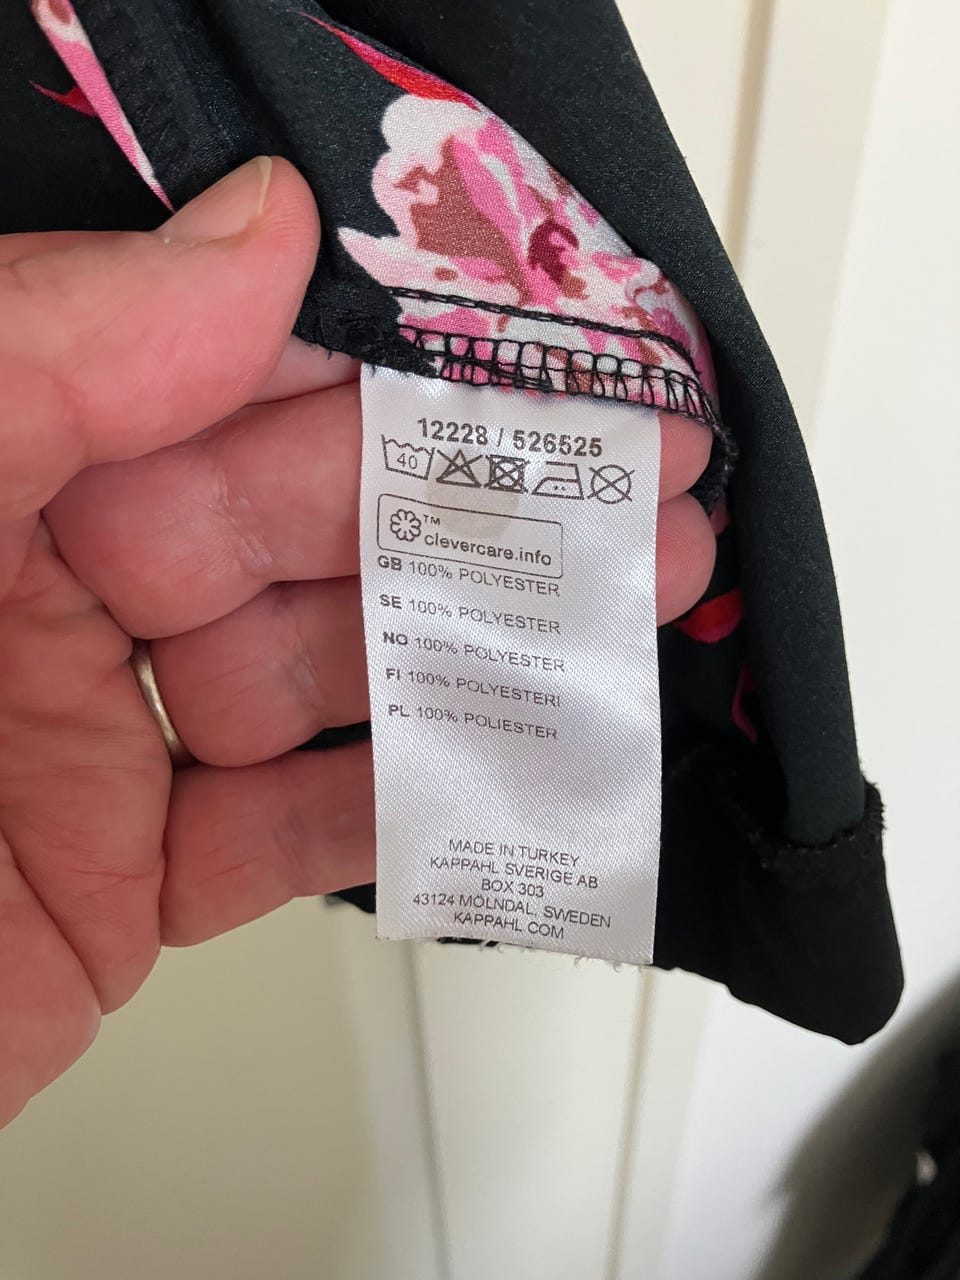 12228 / 526525
40
™
clevercare.info
GB 100% POLYESTER
SE 100% POLYESTER
NO 100% POLYESTER
FI 100% POLYESTERI
PL 100% POLIESTER
MADE IN TURKEY
KAPPAHL SVERIGE AB
BOX 303
43124 MOLNDAL, SWEDEN
KAPPAHL.COM